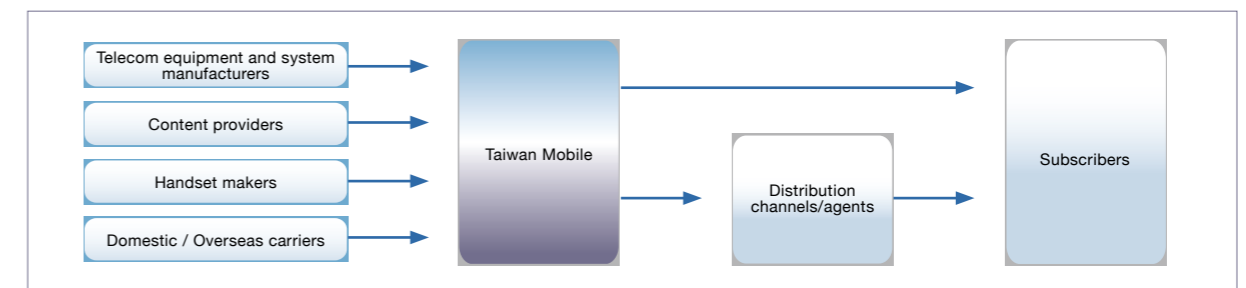 Telecom equipment and system
manufacturers
Content providers
Handset makers
Domestic / Overseas carriers
Taiwan Mobile
Distribution
channels/agents
Subscribers